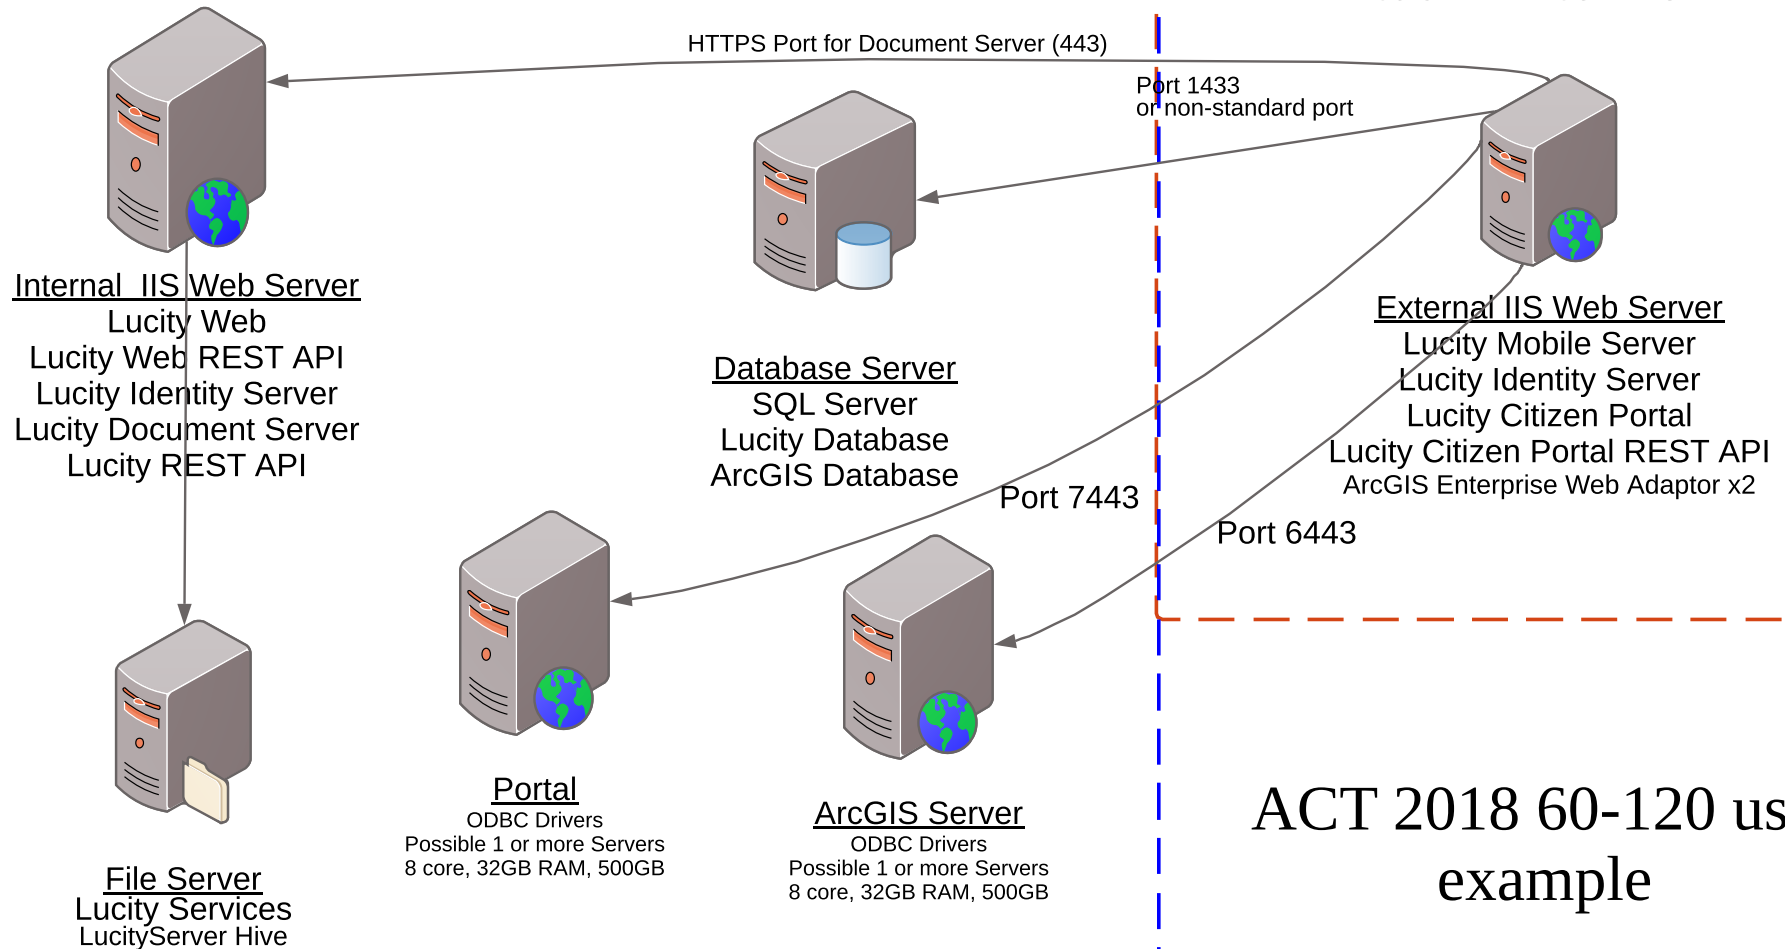 HTTPS Port for Document Server (443)
Port 1433
or non-standard port
Internal  IIS Web Server
Lucity Web
Lucity Web REST API
Lucity Identity Server
Lucity Document Server
Lucity REST API
Database Server
SQL Server
Lucity Database
ArcGIS Database
External IIS Web Server
Lucity Mobile Server
Lucity Identity Server
Lucity Citizen Portal
Lucity Citizen Portal REST API
ArcGIS Enterprise Web Adaptor x2
Port 7443
Port 6443
Portal
ODBC Drivers
Possible 1 or more Servers
8 core, 32GB RAM, 500GB
ArcGIS Server
ODBC Drivers
Possible 1 or more Servers
8 core, 32GB RAM, 500GB
File Server
Lucity Services
LucityServer Hive
ACT 2018 60-120 us
example